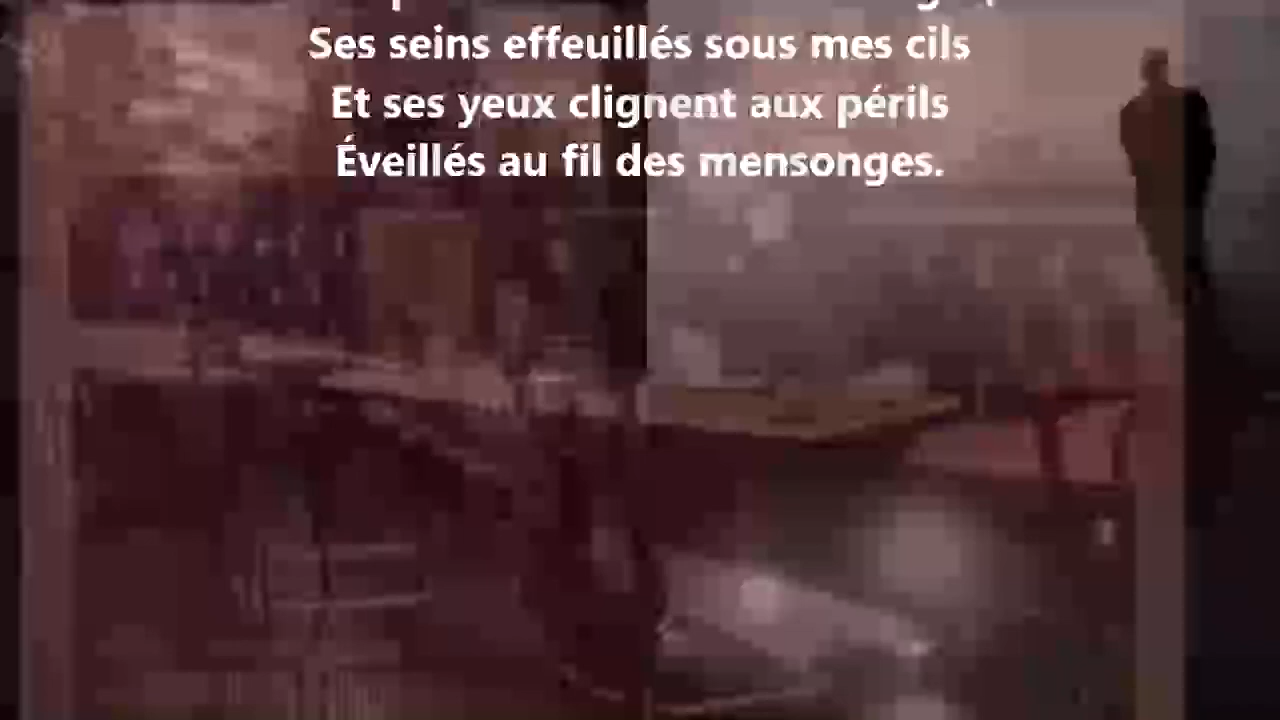 Ses seins effeuillés sous mes cils
Et ses yeux clignent aux périls
Éveillés au fil des mensonges.